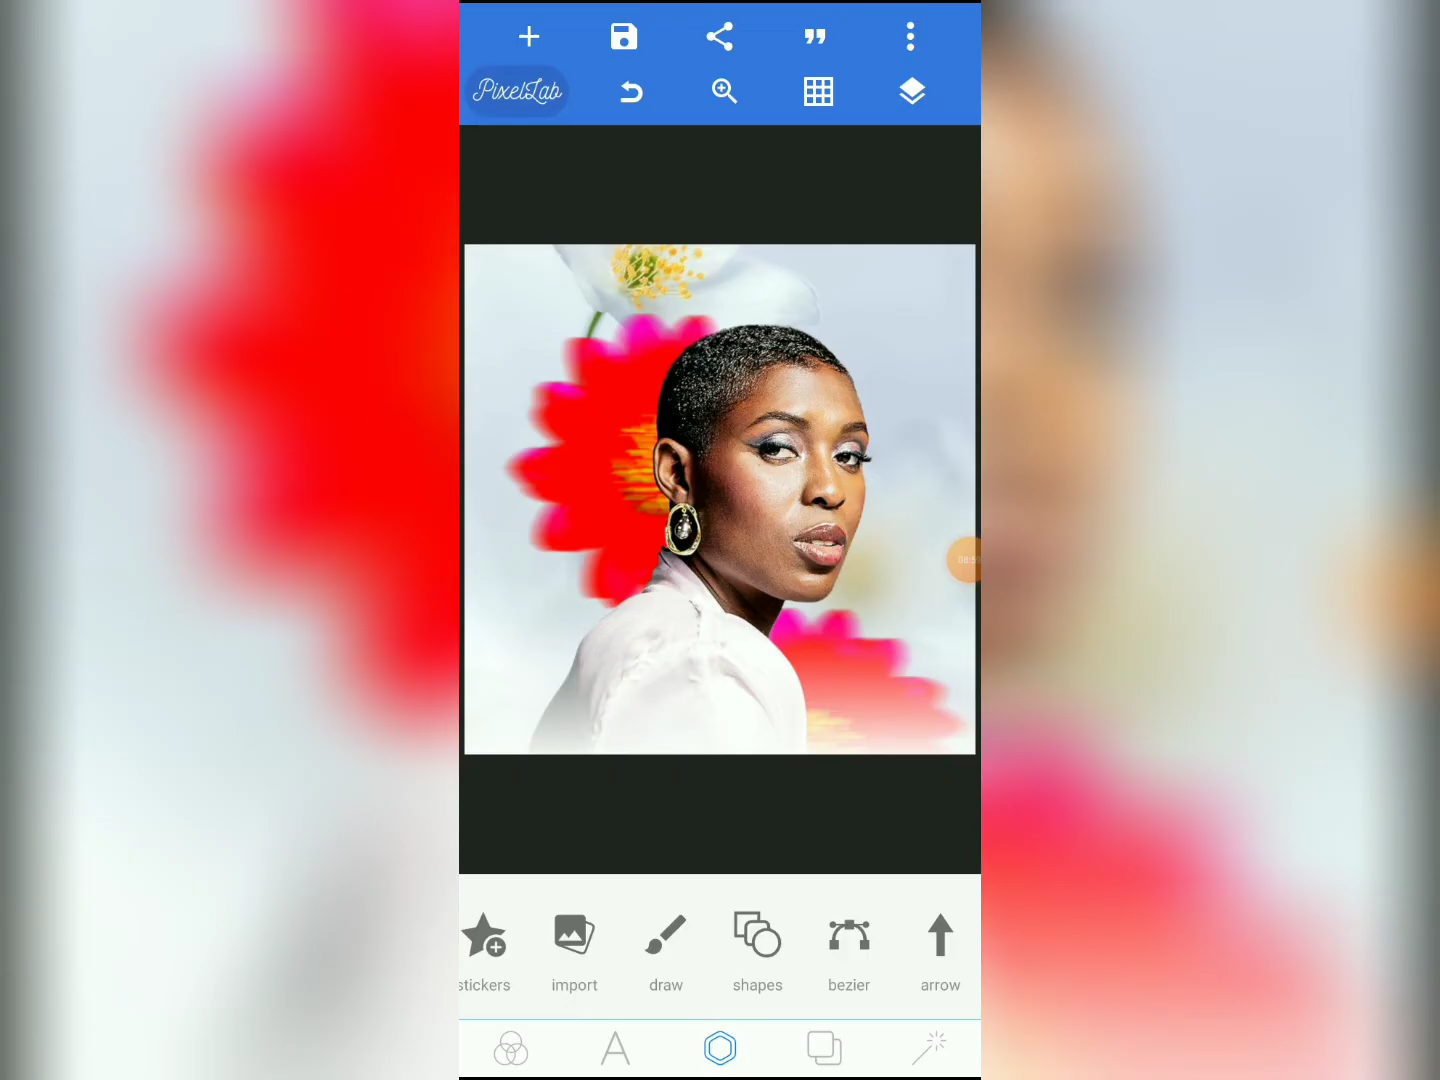 PixelLab
stickers
import
draw
shapes
bezier
arrow